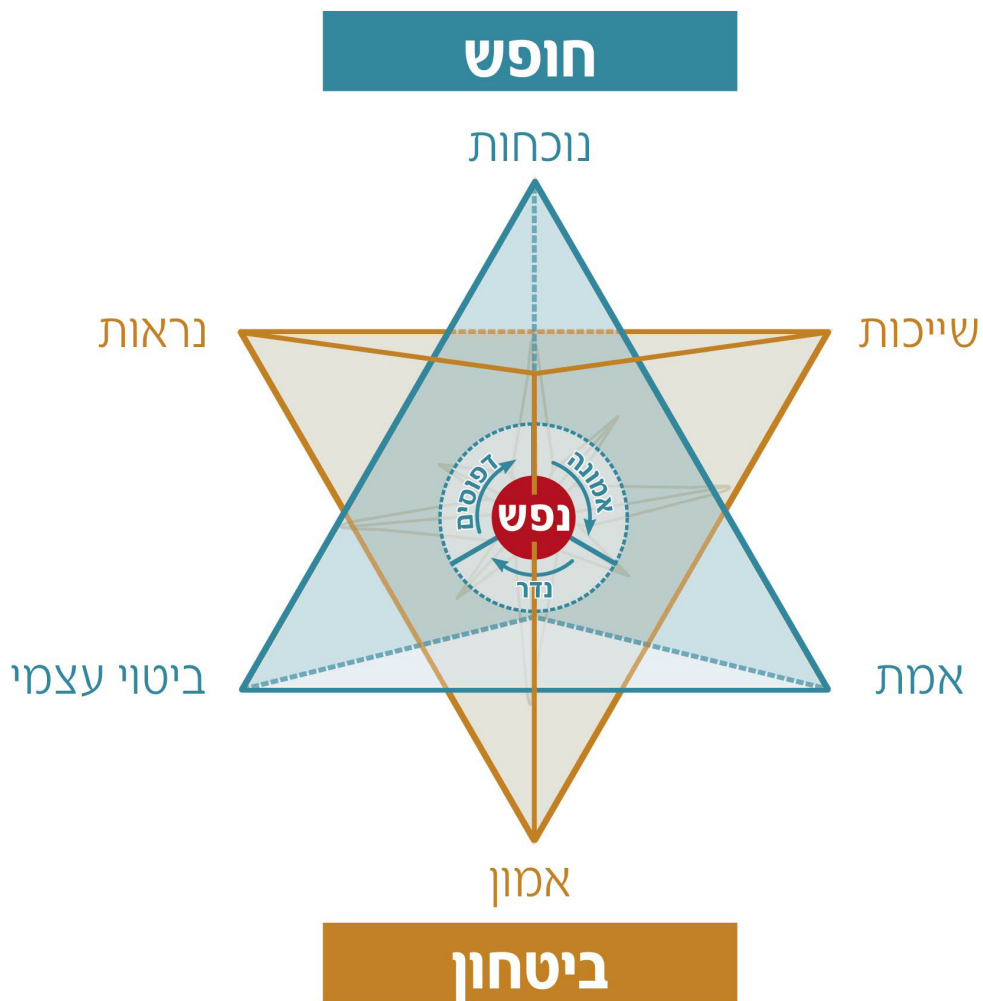 חופש
נוכחות
שייכות
נראות
אמונה
דפוסים
נפש
נדר
אמת
ביטוי עצמי
אמון
ביטחון